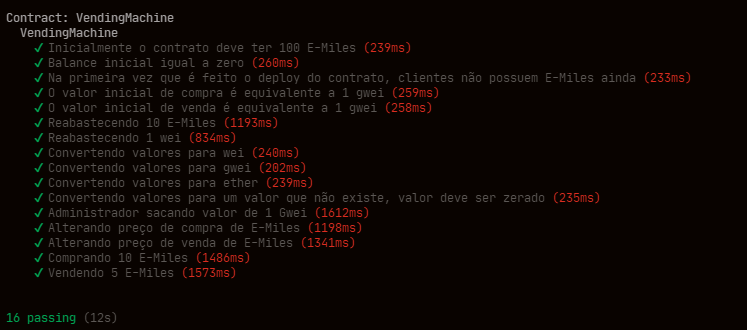 Contract: VendingMachine
VendingMachine
✓ Inicialmente o contrato deve ter 100 E-Miles (239ms)
✓ Balance inicial igual a zero (260ms)
✓ Na primeira vez que é feito o deploy do contrato, clientes não possuem E-Miles ainda (233ms)
✓ O valor inicial de compra é equivalente a 1 gwei (259ms)
✓ O valor inicial de venda é equivalente a 1 gwei (258ms)
✓ Reabastecendo 10 E-Miles (1193ms)
✓ Reabastecendo 1 wei (834ms)
✓ Convertendo valores para wei (240ms)
✓ Convertendo valores para gwei (202ms)
✓ Convertendo valores para ether (239ms)
✓ Convertendo valores para um valor que não existe, valor deve ser zerado (235ms)
✓ Administrador sacando valor de 1 Gwei (1612ms)
✓ Alterando preço de compra de E-Miles (1198ms)
✓ Alterando preço de venda de E-Miles (1341ms)
✓ Comprando 10 E-Miles (1486ms)
✓ Vendendo 5 E-Miles (1573ms)
16 passing (12s)